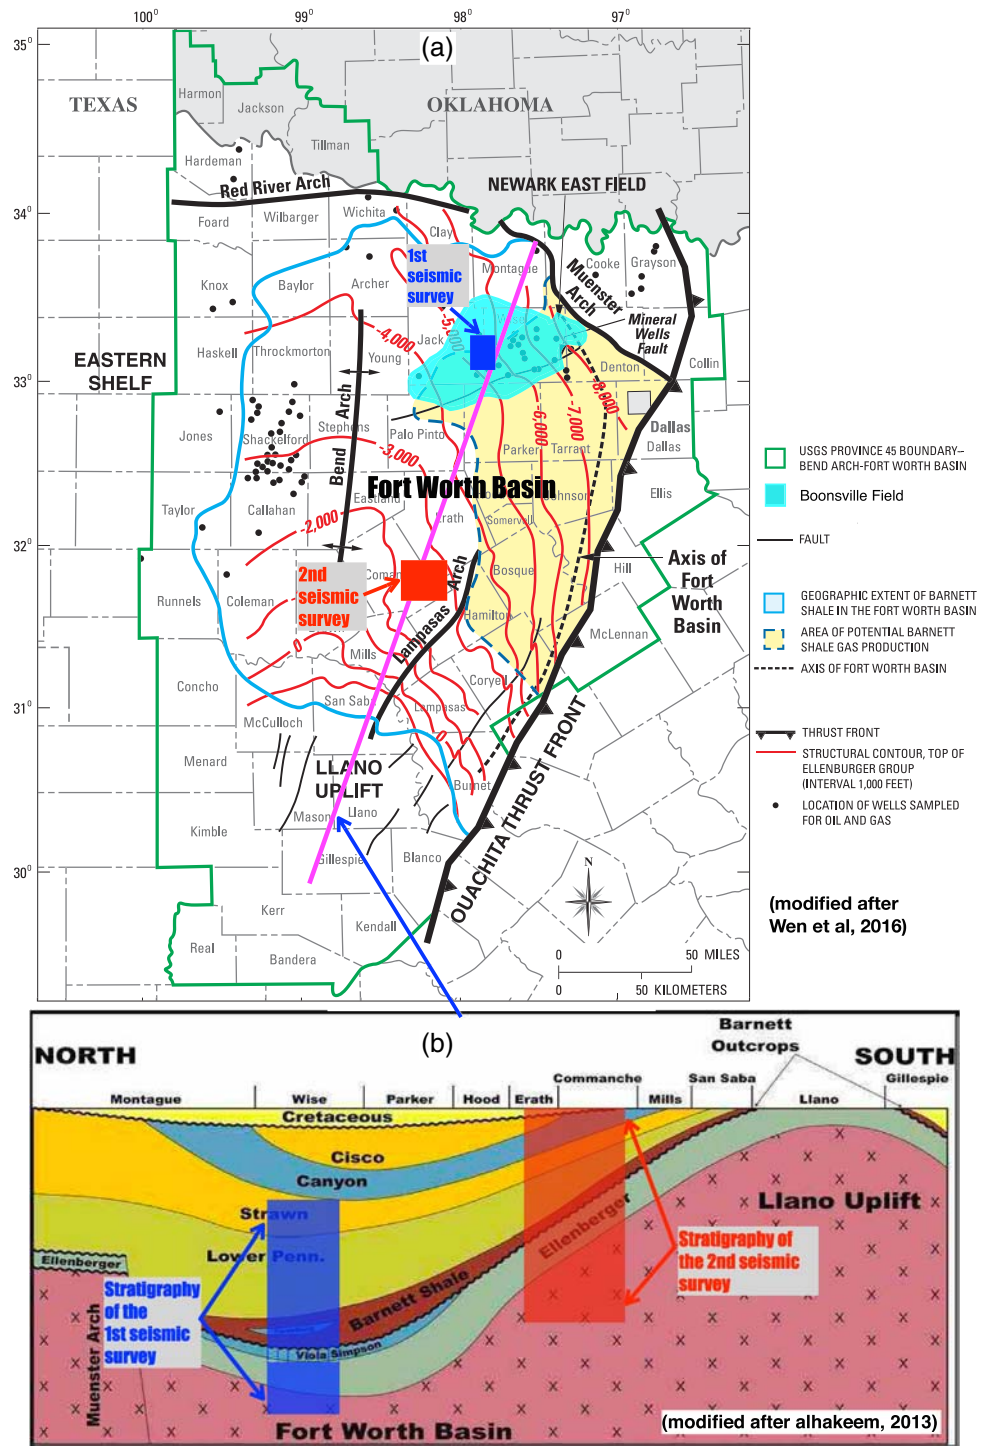 100°
99°
98°
97°
(a)
35°
34°
33°
32°
31°
30°
TEXAS
OKLAHOMA
Harmon
Jackson
Tillman
Hardeman
Red River Arch
NEWARK EAST FIELD
Foard
Wilbarger
Wichita
Clay
Montague
Cooke
Grayson
1st
seismic
survey
Muenster
Arch
Knox
Baylor
Archer
-4,000
Jack
Mineral
Wells
Fault
EASTERN
SHELF
Haskell
Throckmorton
Young
Denton
Collin
-8,000
Jones
Shackelford
Stephens
Palo Pinto
-3,000
6,000
-7,000
Parker
Tarrant
Dallas
Dallas
Bend Arch
Fort Worth Basin
Eastland
Johnson
Ellis
Taylor
Callahan
-2,000
Erath
Somervell
2nd
seismic
survey
Coman
Bosque
Hill
Axis of
Fort
Worth
Basin
Runnels
Coleman
Lampasas Arch
Hamilton
McLennan
0
Mills
Coryell
Concho
San Saba
Lampasas
McCulloch
0
Menard
LLANO
UPLIFT
Burnet
Mason
Llano
Kimble
Gillespie
Blanco
OUACHITA THRUST FRONT
Kerr
Kendall
Real
Bandera
N
0
50 MILES
0
50 KILOMETERS
USGS PROVINCE 45 BOUNDARY–
BEND ARCH-FORT WORTH BASIN
Boonsville Field
FAULT
GEOGRAPHIC EXTENT OF BARNETT
SHALE IN THE FORT WORTH BASIN
AREA OF POTENTIAL BARNETT
SHALE GAS PRODUCTION
AXIS OF FORT WORTH BASIN
THRUST FRONT
STRUCTURAL CONTOUR, TOP OF
ELLENBURGER GROUP
(INTERVAL 1,000 FEET)
LOCATION OF WELLS SAMPLED
FOR OIL AND GAS
(modified after
Wen et al, 2016)
(b)
NORTH
SOUTH
Barnett
Outcrops
Montague
Wise
Parker
Hood
Erath
Commanche
Mills
San Saba
Llano
Gillespie
Cretaceous
Cisco
Canyon
Strawn
Lower Penn.
Ellenberger
Barnett Shale
Viola Simpson
Ellenberger
Llano Uplift
Muenster Arch
Stratigraphy
of the
1st seismic
survey
Stratigraphy of
the 2nd seismic
survey
Fort Worth Basin
(modified after alhakeem, 2013)